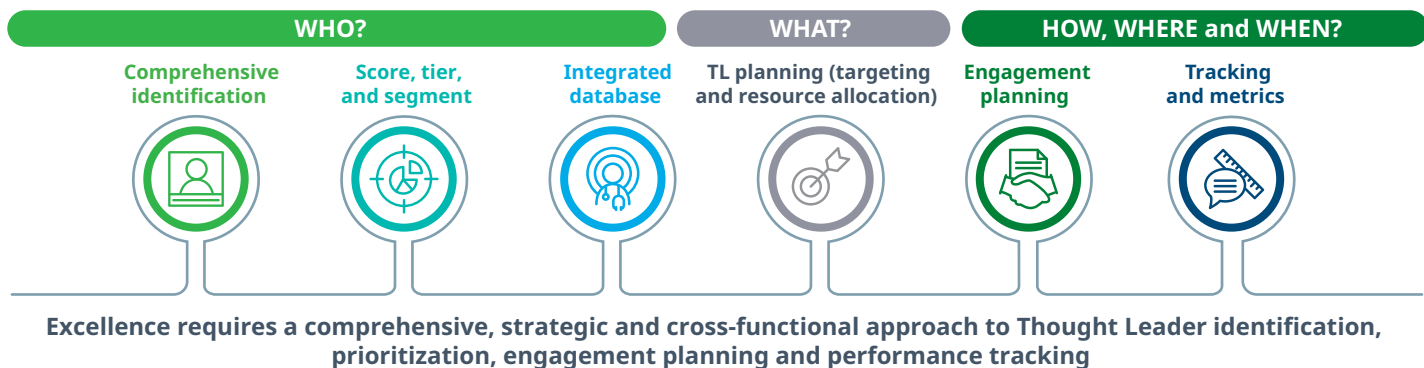 WHO?
WHAT?
HOW, WHERE and WHEN?
Comprehensive
identification
Score, tier,
and segment
Integrated
database
TL planning (targeting
and resource allocation)
Engagement
planning
Tracking
and metrics
Excellence requires a comprehensive, strategic and cross-functional approach to Thought Leader identification,
prioritization, engagement planning and performance tracking